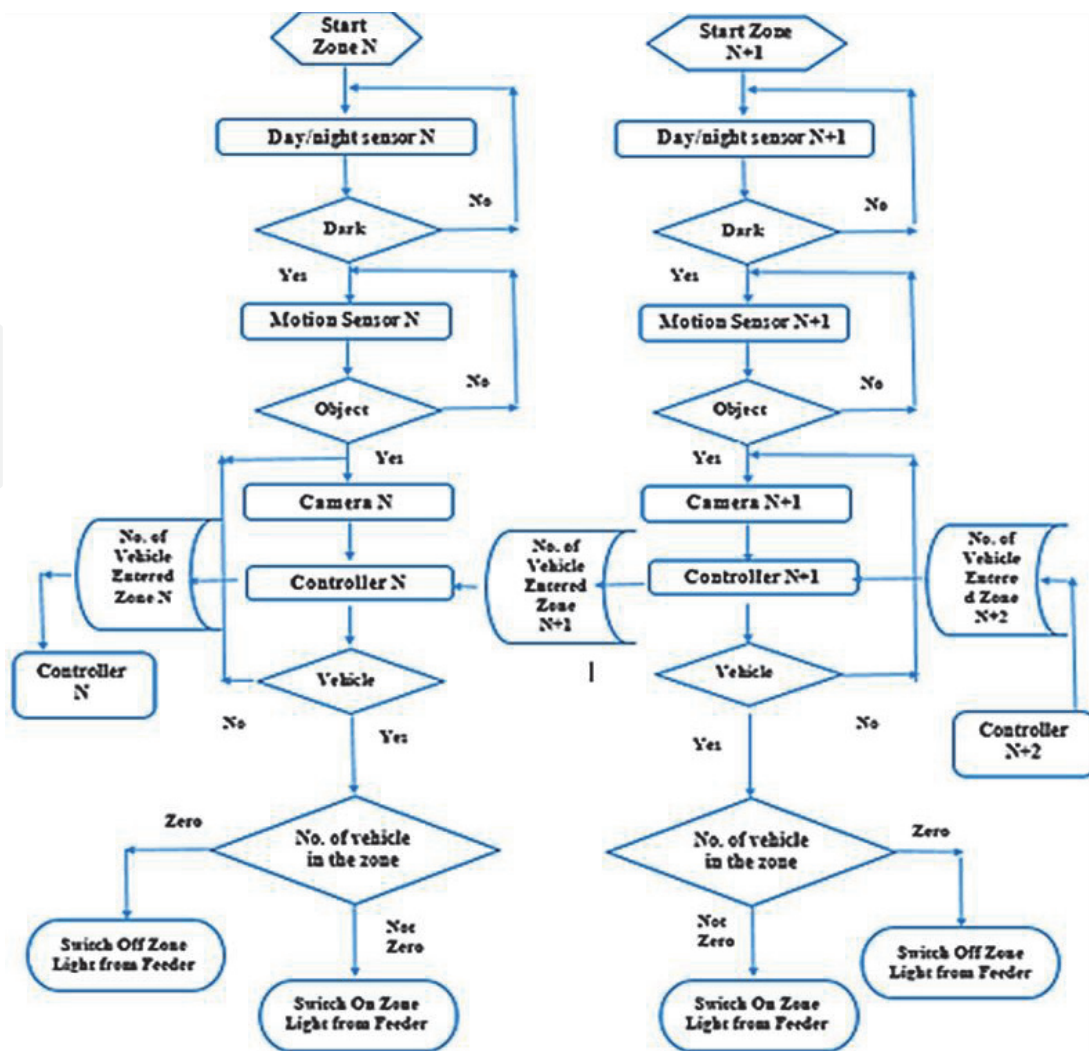 Start
Zone N
Day/night sensor N
No
Dark
Yes
Motion Sensor N
No
Object
Yes
Camera N
No. of
Vehicle
Entered
Zone N
Controller N
Controller
N
Vehicle
No
Yes
Zero
No. of vehicle
in the zone
Not
Zero
Switch Off Zone
Light from Feeder
Switch On Zone
Light from Feeder
Start Zone
N+1
Day/night sensor N+1
No
Dark
Yes
Motion Sensor N+1
No
Object
Yes
Camera N+1
No. of
Vehicle
Entered
Zone
N+1
Controller N+1
No. of
Vehicle
Entere
d Zone
N+2
Controller
N+2
Vehicle
No
Yes
Zero
No. of vehicle
in the zone
Not
Zero
Switch Off Zone
Light from Feeder
Switch On Zone
Light from Feeder